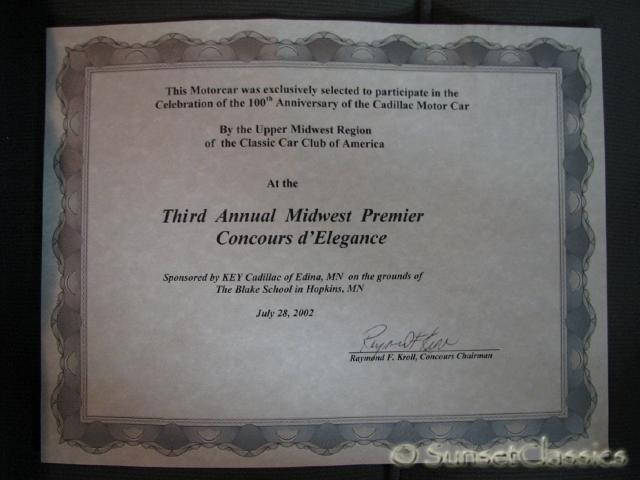 This Motorcar was exclusively selected to participate in the
Celebration of the 100th Anniversary of the Cadillac Motor Car
By the Upper Midwest Region
of the Classic Car Club of America
At the
Third Annual Midwest Premier
Concours d'Elegance
Sponsored by KEY Cadillac of Edina, MN on the grounds of
The Blake School in Hopkins, MN
July 28, 2002
Raymond F. Kroll, Concours Chairman
© SunsetClassics